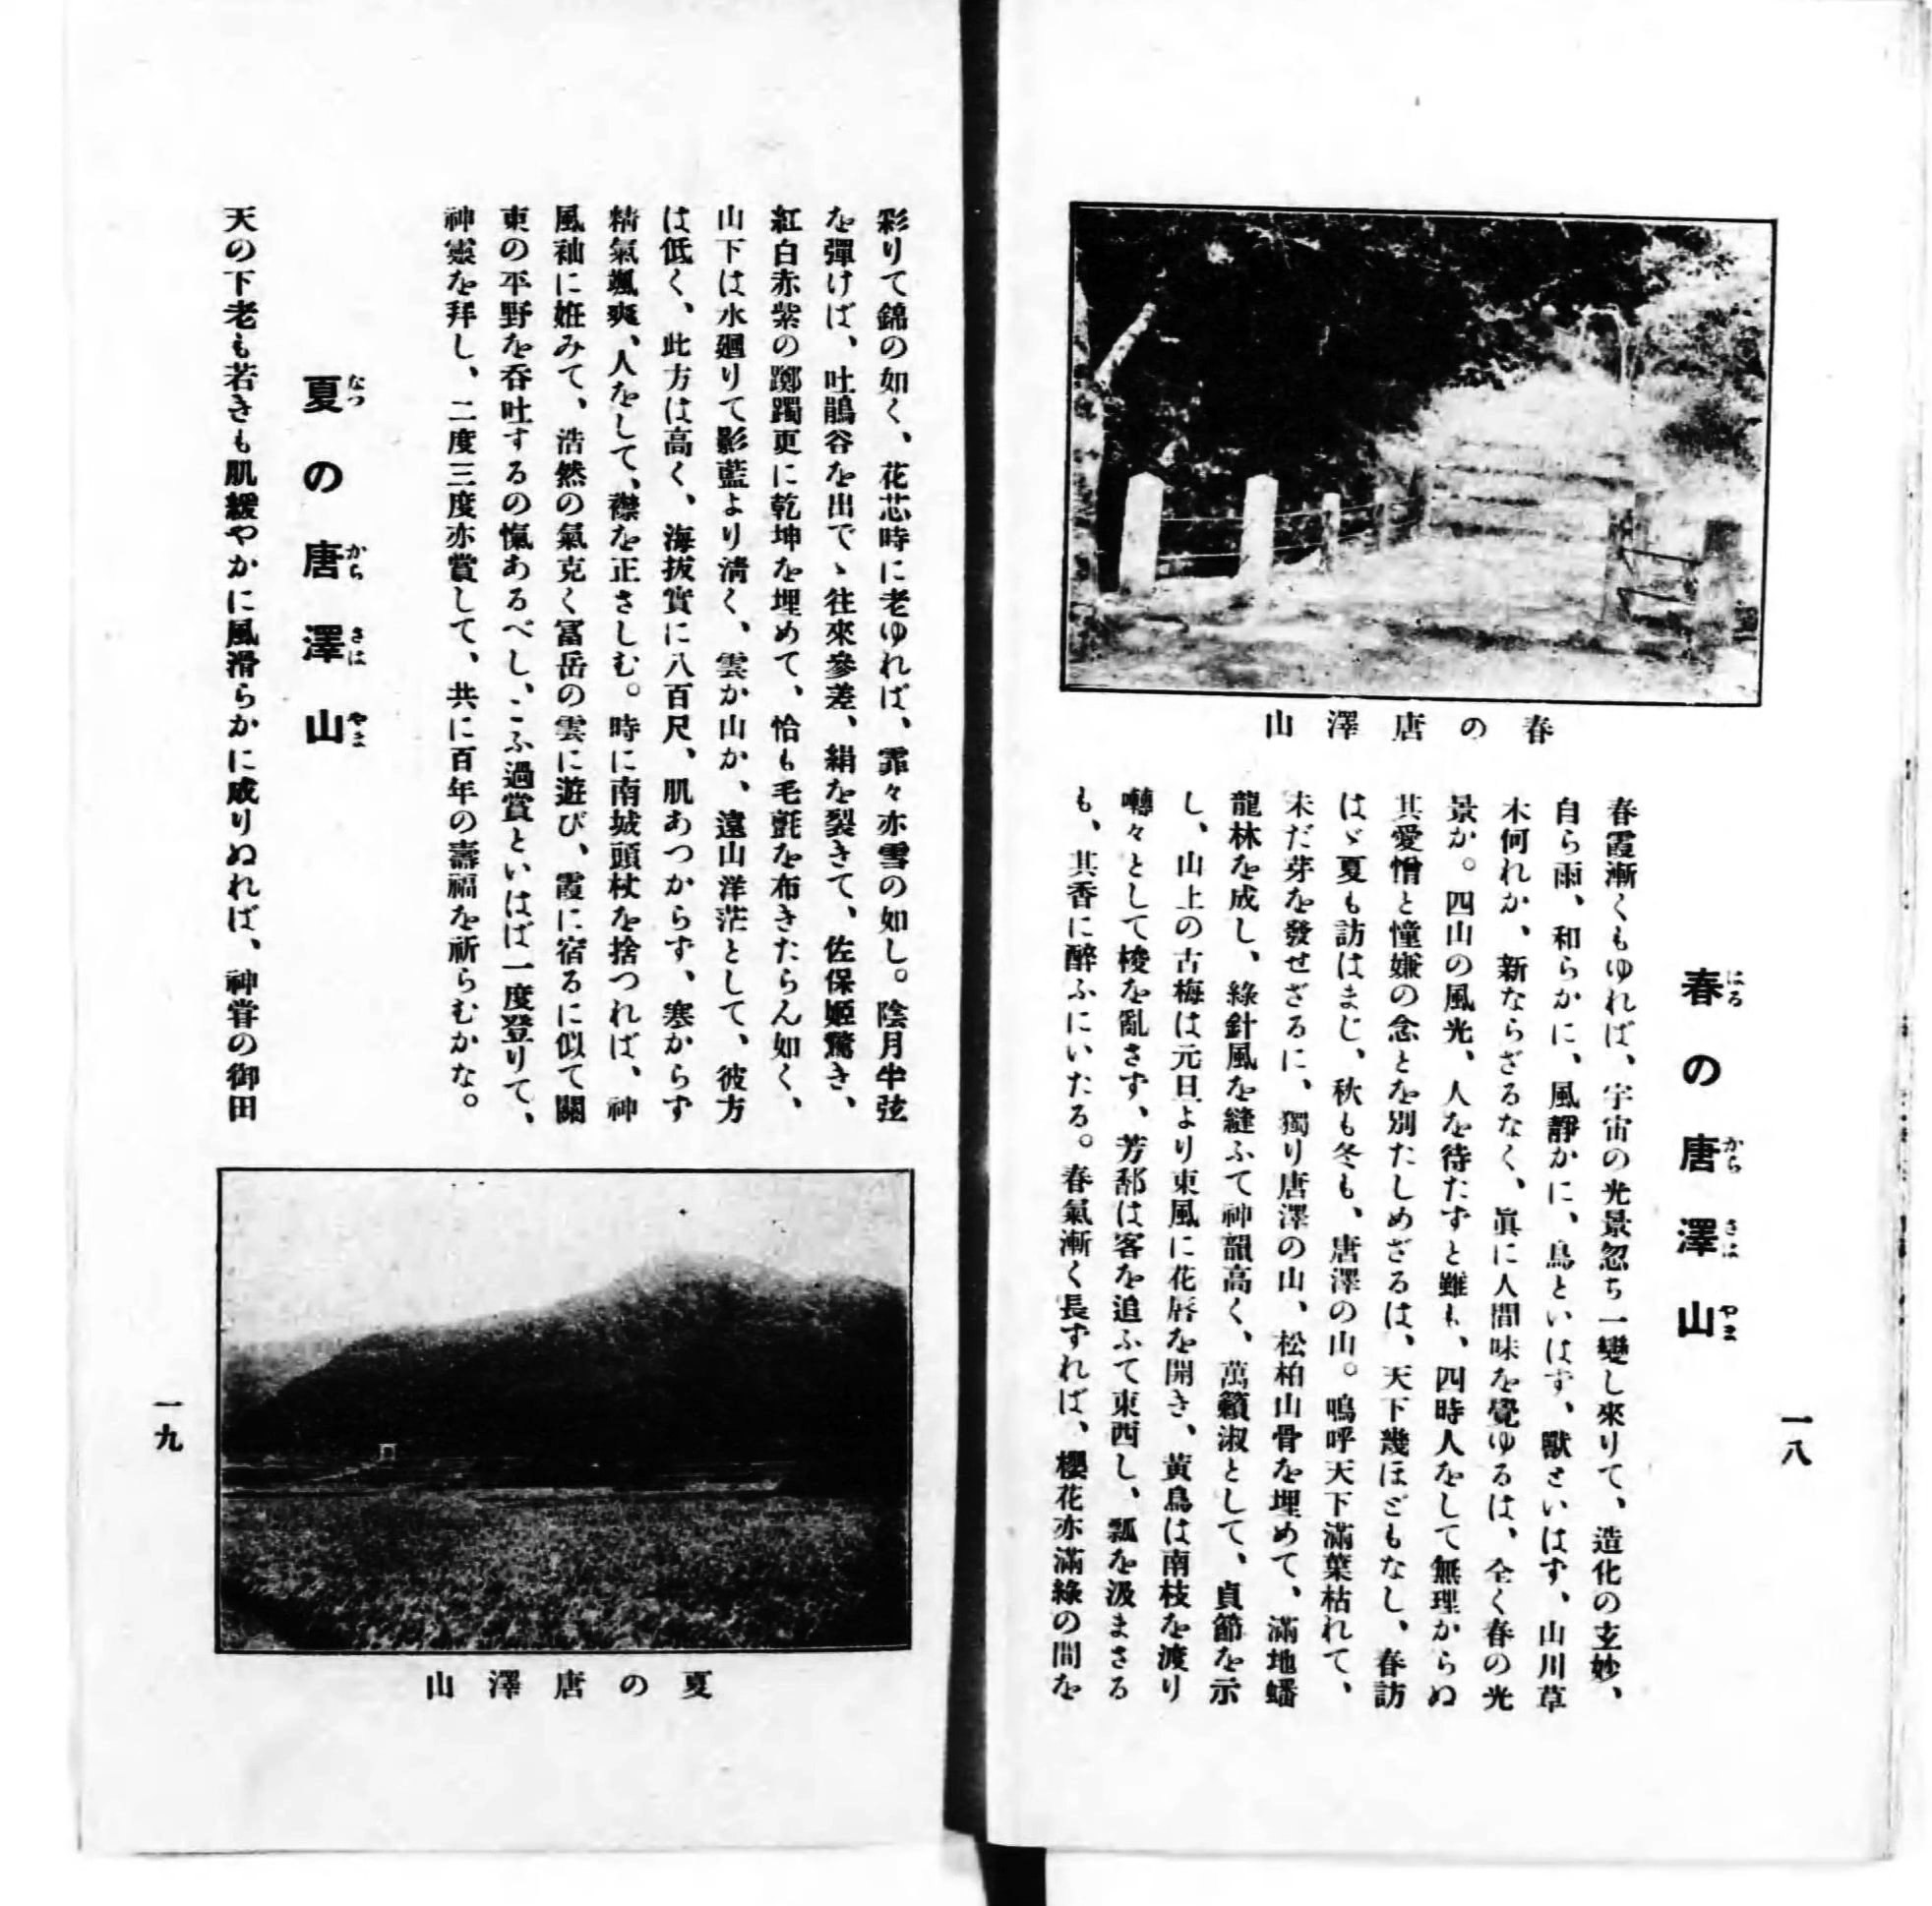 一八
春の唐澤山
はる から さは やま
春霞漸くもゆれば、宇宙の光景忽ち一變し來りて、造化の玄妙、
自ら雨、和らかに、風靜かに、鳥といはず、獸といはず、山川草
木何れか、新ならざるなく、眞に人間味を覺ゆるは、全く春の光
景か。四山の風光、人を待たずと雖も、四時人をして無理からぬ
其愛憎と憧嫌の念とを別たしめざるは、天下幾ほどもなし、春訪
はゞ夏も訪はまじ、秋も冬も、唐澤の山。嗚呼天下滿葉枯れて、
未だ芽を發せざるに、獨り唐澤の山、松柏山骨を埋めて、滿地蟠
龍林を成し、綠針風を縫ふて神韻高く、萬籟淑として、貞節を示
し、山上の古梅は元旦より東風に花唇を開き、黄鳥は南枝を渡り
囀々として梭を亂さず、芳郁は客を追ふて東西し、瓢を汲まざる
も、其香に醉ふにいたる。春氣漸く長ずれば、櫻花亦滿綠の間を
春の唐澤山
彩りて錦の如く、花芯時に老ゆれば、霏々亦雪の如し。陰月半弦
を彈けば、吐鵑谷を出でゝ往來參差、絹を裂きて、佐保姫驚き、
紅白赤紫の躑躅更に乾坤を埋めて、恰も毛氈を布きたらん如く、
山下は水廻りて影藍より淸く、雲か山か、遠山洋茫として、彼方
は低く、此方は高く、海拔實に八百尺、肌あつからず、寒からず
精氣颯爽、人をして、襟を正さしむ。時に南城頭杖を捨つれば、神
風袖に姙みて、浩然の氣克く富岳の雲に遊び、霞に宿るに似て關
東の平野を呑吐するの愾あるべし、こふ過賞といはば一度登りて、
神靈を拜し、二度三度亦賞して、共に百年の壽福を祈らむかな。
夏の唐澤山
なつ から さは やま
天の下老も若きも肌緩やかに風滑らかに成りぬれば、神嘗の御田
夏の唐澤山
一九